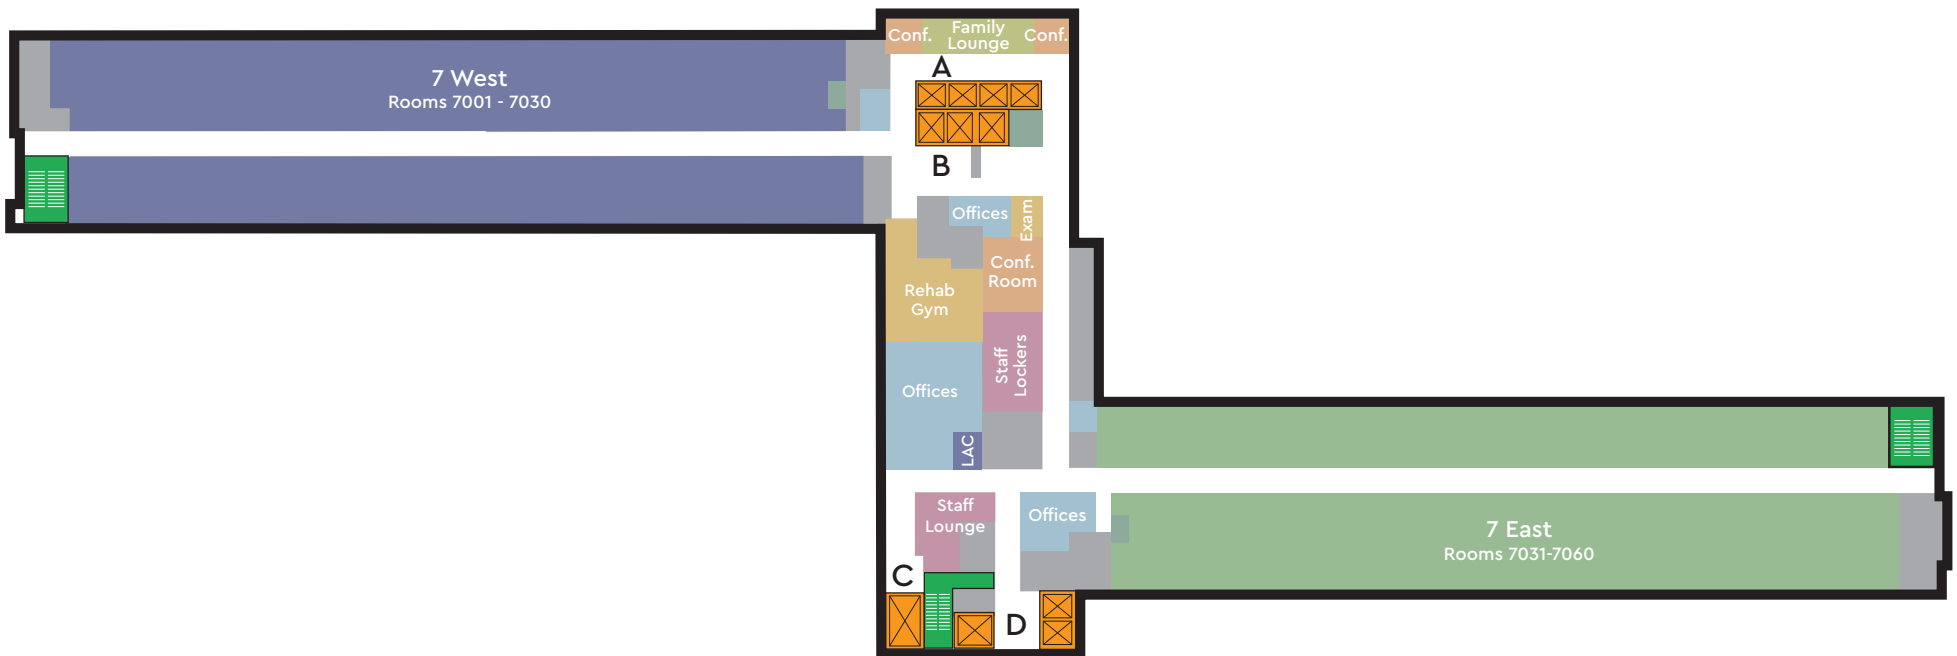 Conf.
Family
Lounge
Conf.
A
7 West
Rooms 7001 - 7030
B
Offices
Exam
Conf.
Room
Rehab
Gym
Staff
Lockers
Offices
LAC
Staff
Lounge
Offices
7 East
Rooms 7031-7060
C
D